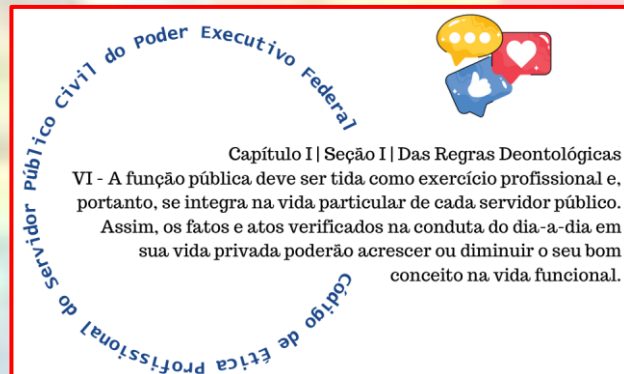 Código de Ética Profissional do Servidor Público Civil do Poder Executivo Federal
Capítulo I | Seção I | Das Regras Deontológicas
VI - A função pública deve ser tida como exercício profissional e,
portanto, se integra na vida particular de cada servidor público.
Assim, os fatos e atos verificados na conduta do dia-a-dia em
sua vida privada poderão acrescer ou diminuir o seu bom
conceito na vida funcional.